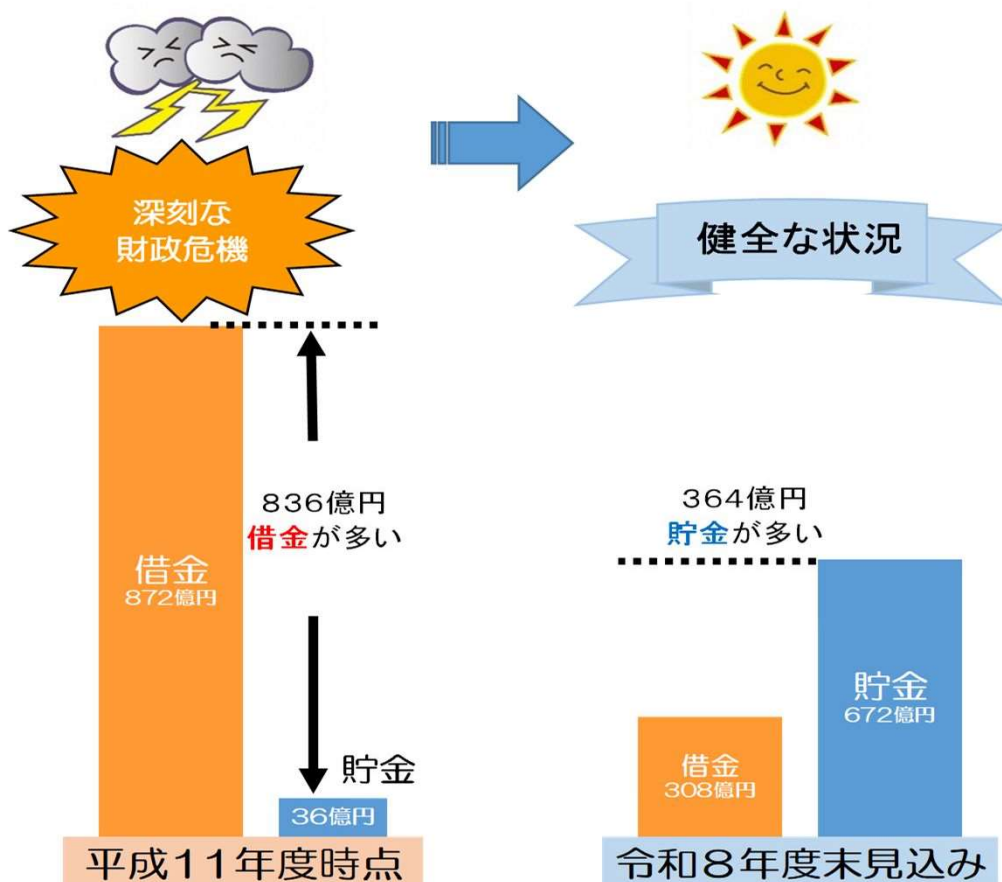 深刻な
財政危機
健全な状況
836億円
借金が多い
借金
872億円
貯金
36億円
平成11年度時点
364億円
貯金が多い
借金
308億円
貯金
672億円
令和8年度末見込み